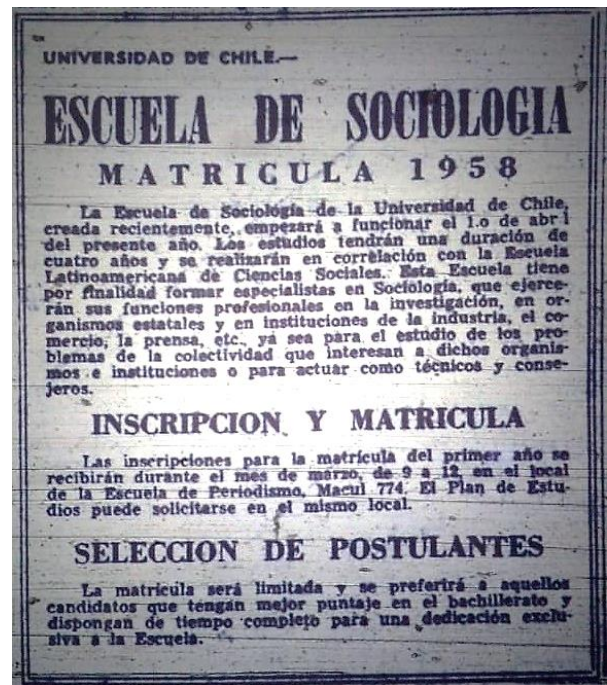 UNIVERSIDAD DE CHILE.—
ESCUELA DE SOCIOLOGIA
MATRICULA 1958
La Escuela de Sociología de la Universidad de Chile,
creada recientemente, empezará a funcionar el 1.o de abril
del presente año. Los estudios tendrán una duración de
cuatro años y se realizarán en correlación con la Escuela
Latinoamericana de Ciencias Sociales. Esta Escuela tiene
por finalidad formar especialistas en Sociología, que ejerce-
rán sus funciones profesionales en la investigación, en or-
ganismos estatales y en instituciones de la industria, el co-
mercio, la prensa, etc., ya sea para el estudio de los pro-
blemas de la colectividad que interesan a dichos organis-
mos e instituciones o para actuar como técnicos y conse-
jeros.
INSCRIPCION Y MATRICULA
Las inscripciones para la matrícula del primer año se
recibirán durante el mes de marzo, de 9 a 12, en el local
de la Escuela de Periodismo, Macul 774. El Plan de Estu-
dios puede solicitarse en el mismo local.
SELECCION DE POSTULANTES
La matrícula será limitada y se preferirá a aquellos
candidatos que tengan mejor puntaje en el bachillerato y
dispongan de tiempo completo para una dedicación exclu-
siva a la Escuela.